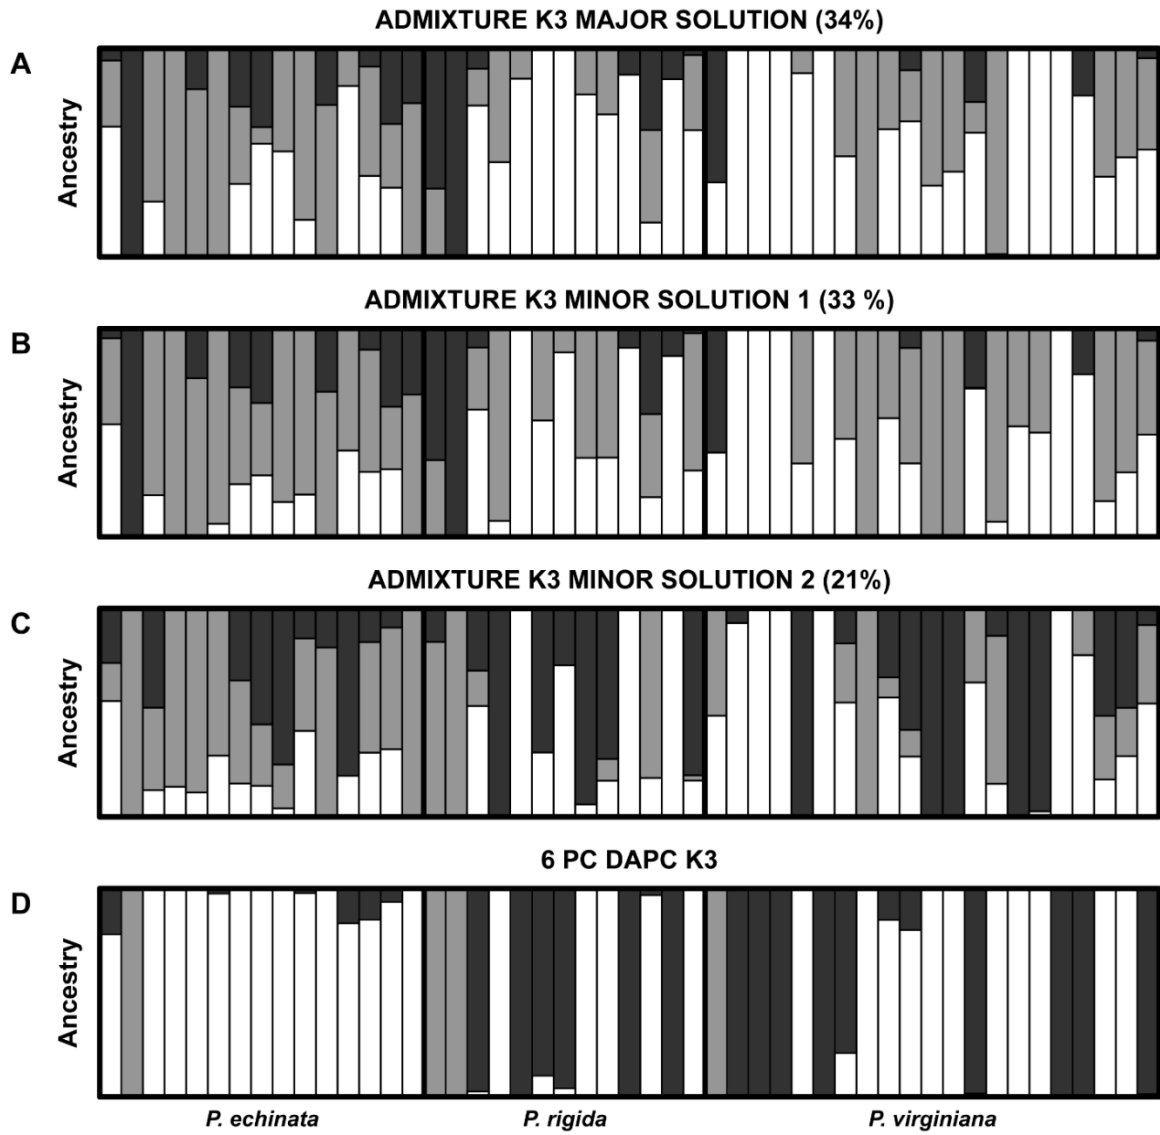 ADMIXTURE K3 MAJOR SOLUTION (34%)
A
Ancestry
ADMIXTURE K3 MINOR SOLUTION 1 (33 %)
B
Ancestry
ADMIXTURE K3 MINOR SOLUTION 2 (21%)
C
Ancestry
6 PC DAPC K3
D
Ancestry
P. echinata P. rigida P. virginiana